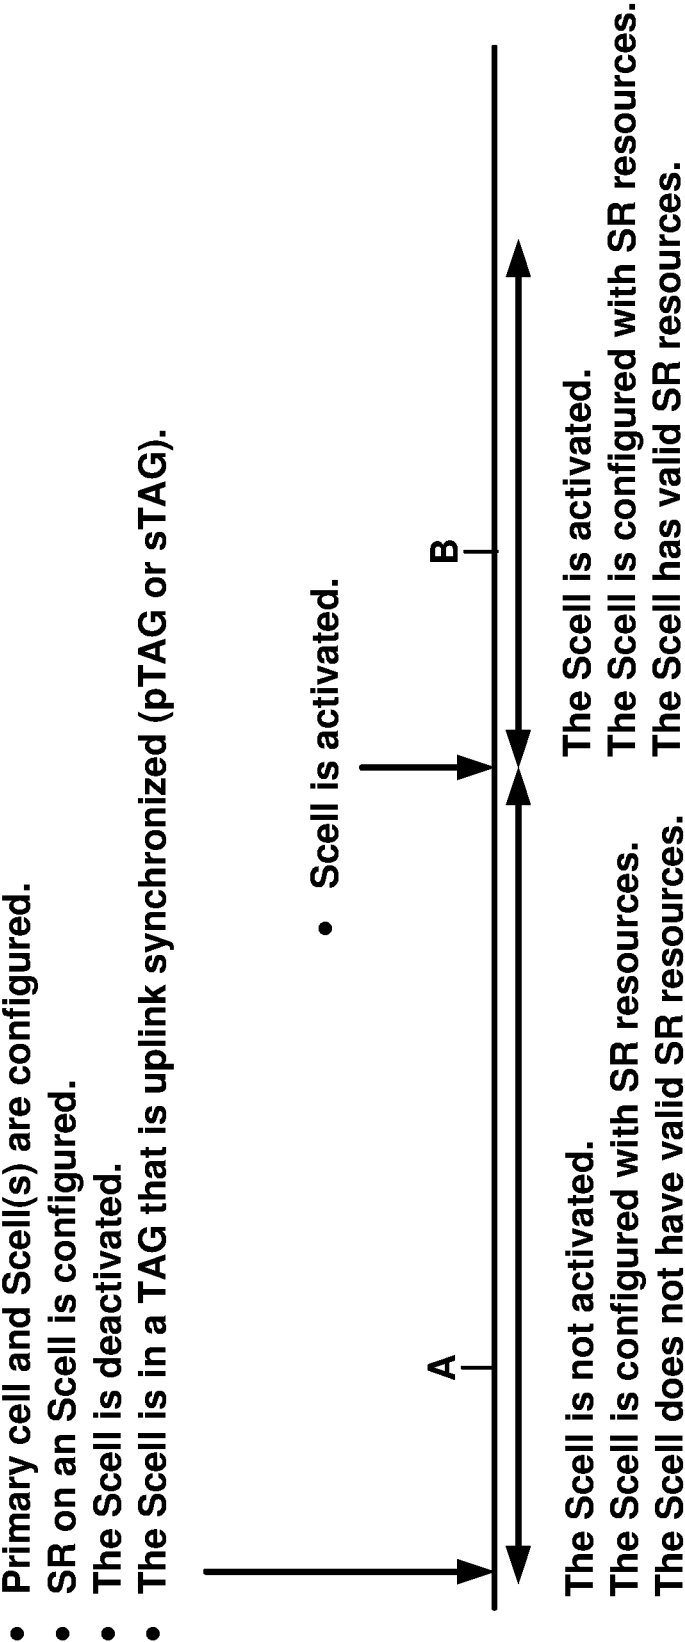 • Primary cell and Scell(s) are configured.
• SR on an Scell is configured.
• The Scell is deactivated.
• The Scell is in a TAG that is uplink synchronized (pTAG or sTAG).
• Scell is activated.
A
B
The Scell is not activated.
The Scell is configured with SR resources.
The Scell does not have valid SR resources.
The Scell is activated.
The Scell is configured with SR resources.
The Scell has valid SR resources.